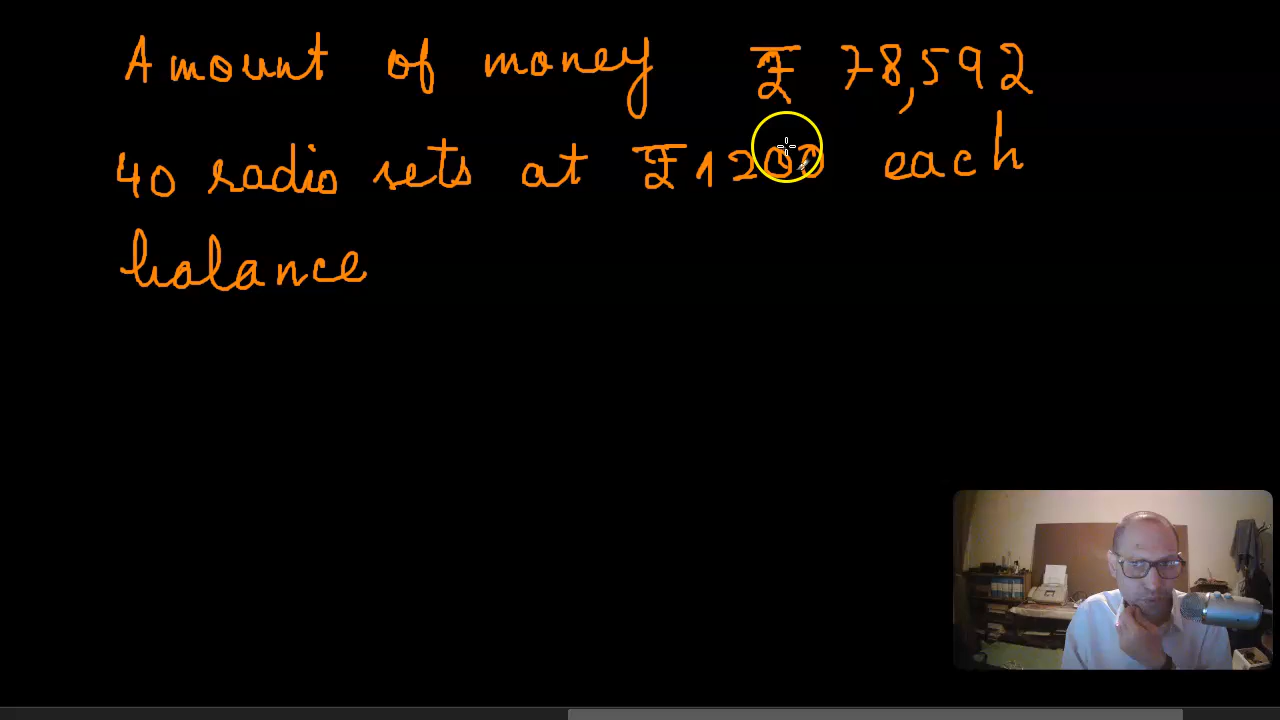 Amount of money ₹ 78,592
40 radio sets at ₹1200 each
balance